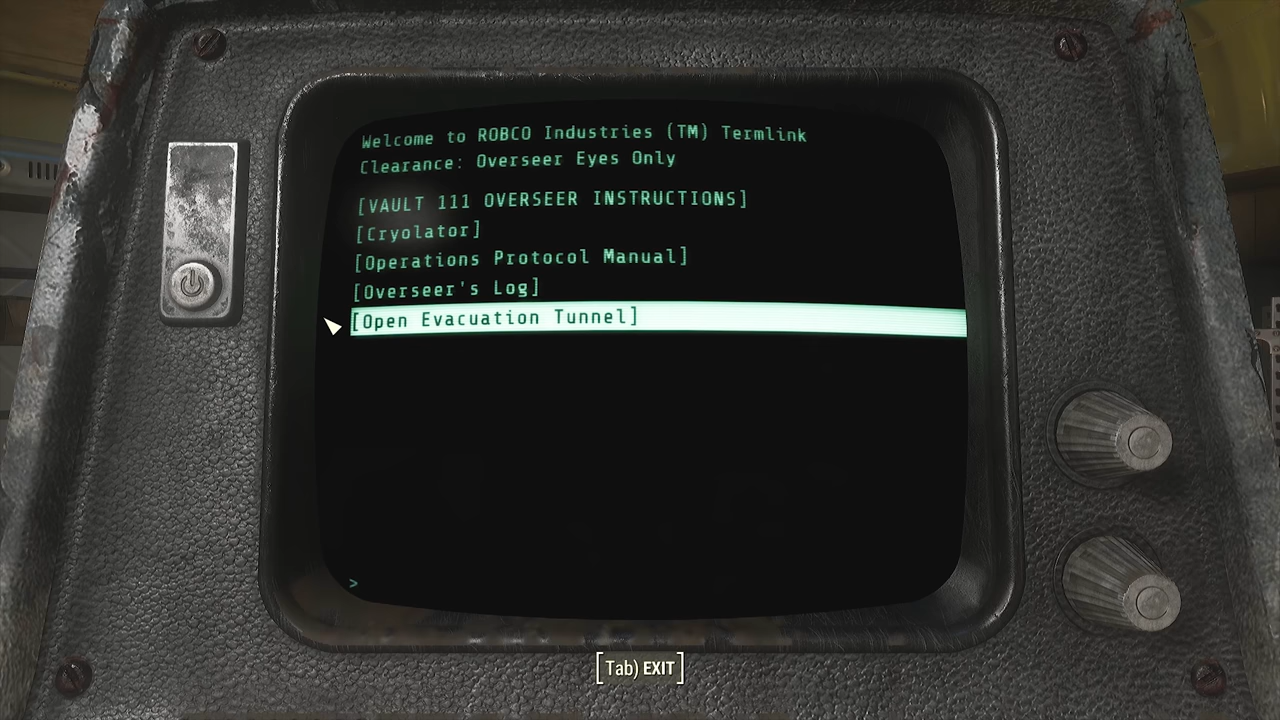 Welcome to ROBCO Industries (TM) Termlink
Clearance: Overseer Eyes Only
[VAULT 111 OVERSEER INSTRUCTIONS]
[Cryolator]
[Operations Protocol Manual]
[Overseer's Log]
[Open Evacuation Tunnel]
>
[Tab) EXIT]